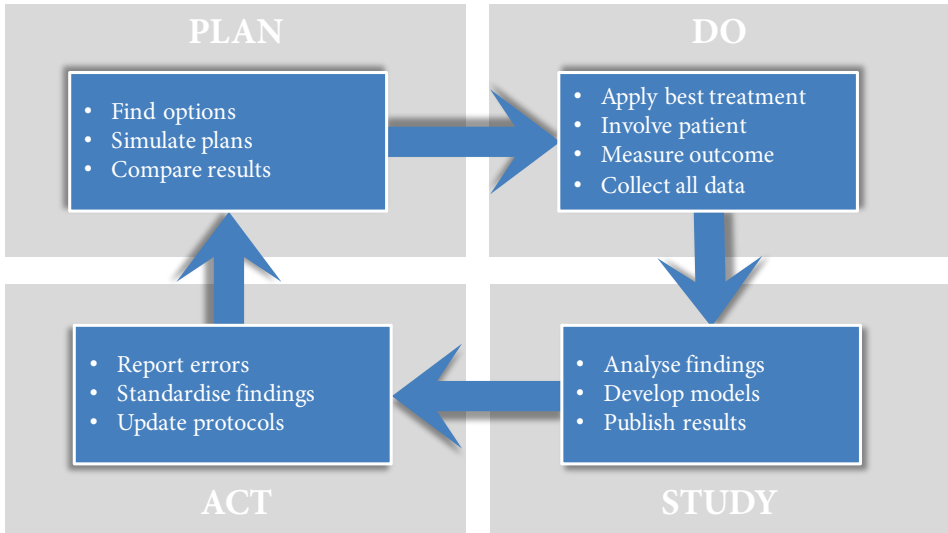 PLAN
• Find options
• Simulate plans
• Compare results
DO
• Apply best treatment
• Involve patient
• Measure outcome
• Collect all data
• Report errors
• Standardise findings
• Update protocols
ACT
• Analyse findings
• Develop models
• Publish results
STUDY